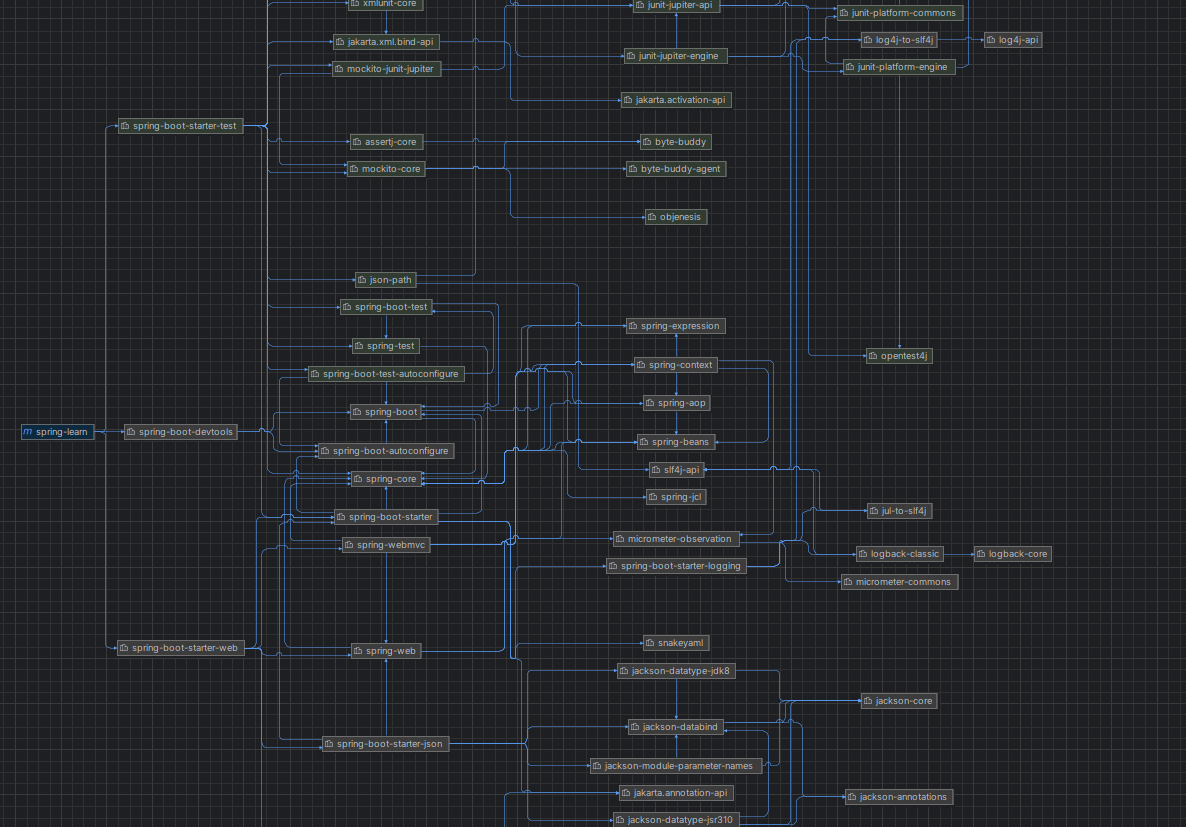 xmlunit-core
junit-jupiter-api
junit-platform-commons
jakarta.xml.bind-api
log4j-to-slf4j
log4j-api
junit-jupiter-engine
mockito-junit-jupiter
junit-platform-engine
jakarta.activation-api
spring-boot-starter-test
assertj-core
byte-buddy
mockito-core
byte-buddy-agent
objenesis
json-path
spring-boot-test
spring-expression
spring-test
opentest4j
spring-context
spring-boot-test-autoconfigure
spring-aop
spring-boot
m spring-learn
spring-boot-devtools
spring-beans
spring-boot-autoconfigure
slf4j-api
spring-core
spring-jcl
jul-to-slf4j
spring-boot-starter
micrometer-observation
spring-webmvc
logback-classic
logback-core
spring-boot-starter-logging
micrometer-commons
snakeyaml
spring-boot-starter-web
spring-web
jackson-datatype-jdk8
jackson-core
jackson-databind
spring-boot-starter-json
jackson-module-parameter-names
jakarta.annotation-api
jackson-annotations
jackson-datatype-jsr310